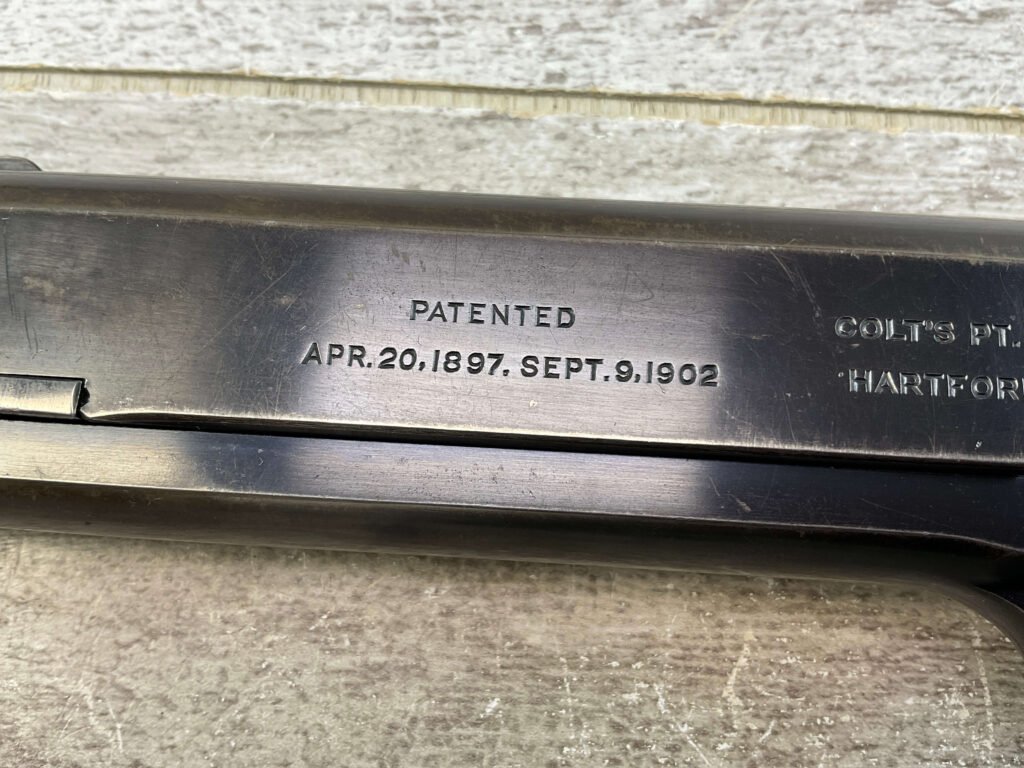 PATENTED
APR.20,1897. SEPT.9,1902
COLT'S PT.
HARTFOR